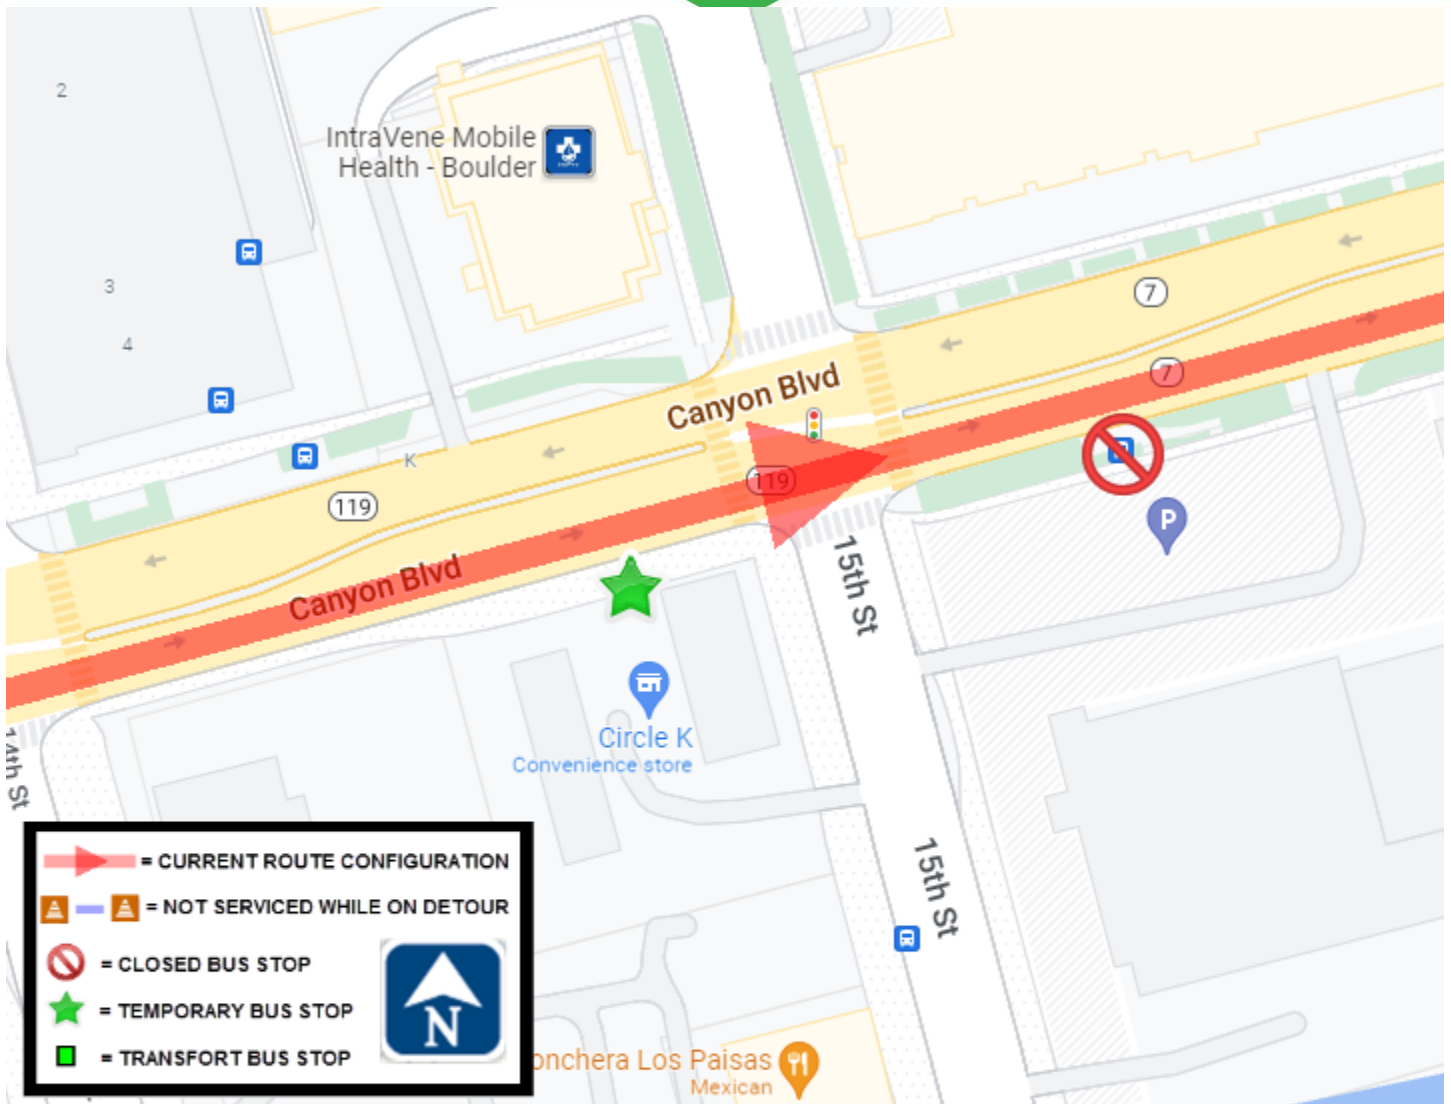 2
IntraVene Mobile
Health - Boulder
3
4
7
7
Canyon Blvd
K
119
119
P
Canyon Blvd
15th St
Circle K
Convenience store
14th St
15th St
= CURRENT ROUTE CONFIGURATION
= NOT SERVICED WHILE ON DETOUR
= CLOSED BUS STOP
= TEMPORARY BUS STOP
= TRANSFORT BUS STOP
N
onchera Los Paisas
Mexican